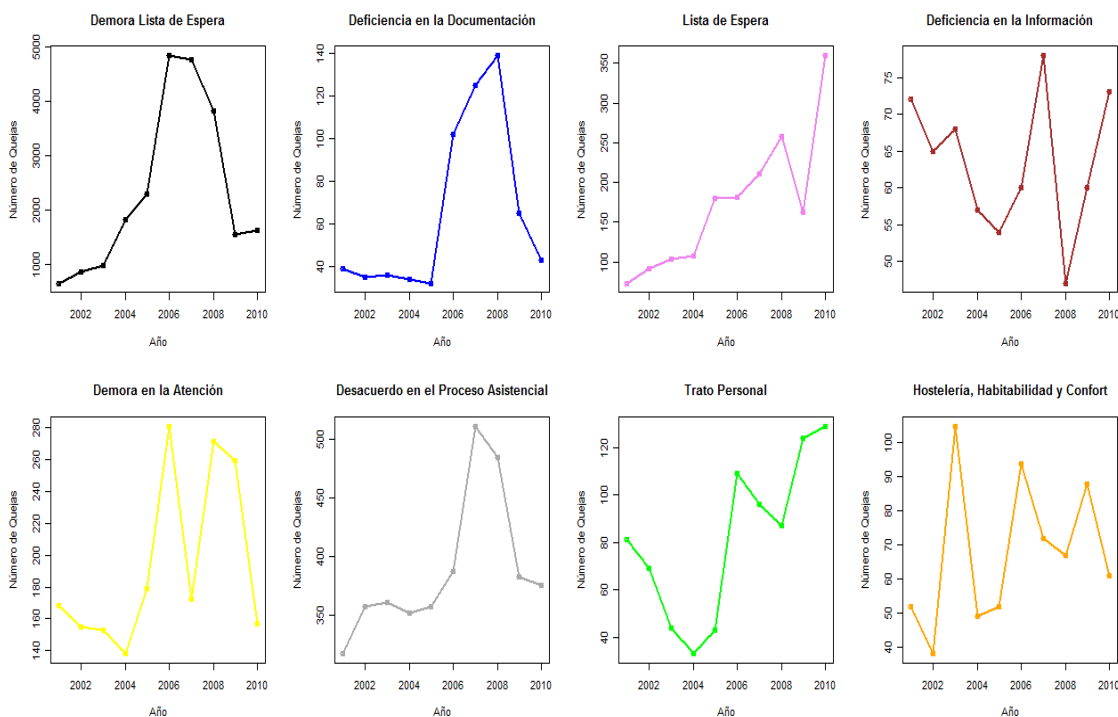 Demora Lista de Espera
Número de Quejas
5000
4000
3000
2000
1000
2002 2004 2006 2008 2010
Año
Deficiencia en la Documentación
Número de Quejas
140
120
100
80
60
40
2002 2004 2006 2008 2010
Año
Lista de Espera
Número de Quejas
350
300
250
200
150
100
2002 2004 2006 2008 2010
Año
Deficiencia en la Información
Número de Quejas
75
70
65
60
55
50
2002 2004 2006 2008 2010
Año
Demora en la Atención
Número de Quejas
280
260
240
220
200
180
160
140
2002 2004 2006 2008 2010
Año
Desacuerdo en el Proceso Asistencial
Número de Quejas
500
450
400
350
2002 2004 2006 2008 2010
Año
Trato Personal
Número de Quejas
120
100
80
60
40
2002 2004 2006 2008 2010
Año
Hostelería, Habitabilidad y Confort
Número de Quejas
100
90
80
70
60
50
40
2002 2004 2006 2008 2010
Año